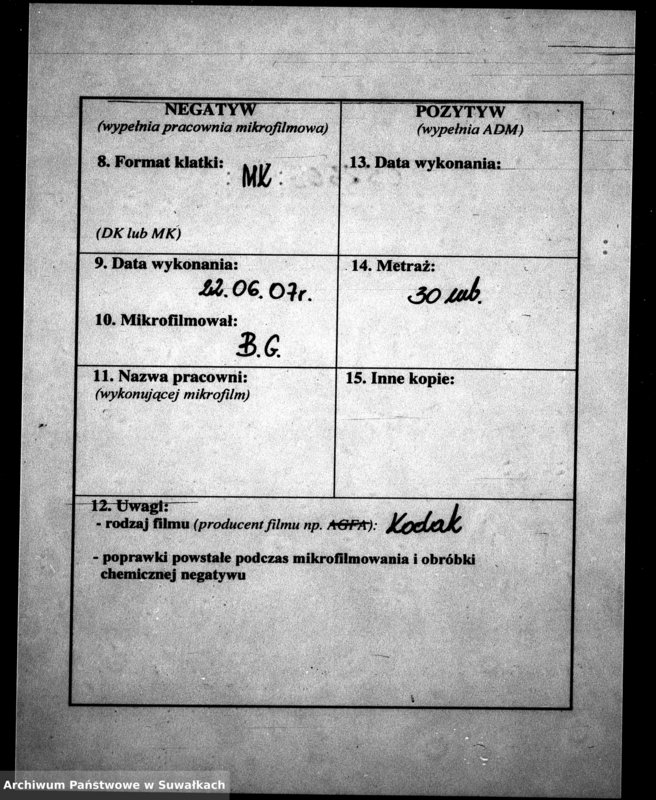 NEGATYW
(wypełnia pracownia mikrofilmowa)
8. Format klatki: MK
(DK lub MK)
9. Data wykonania:
22.06.07r.
10. Mikrofilmował:
B.G.
11. Nazwa pracowni:
(wykonującej mikrofilm)
POZYTYW
(wypełnia ADM)
13. Data wykonania:
14. Metraż:
30 mb.
15. Inne kopie:
12. Uwagi:
- rodzaj filmu (producent filmu np. AGFA): Kodak
- poprawki powstałe podczas mikrofilmowania i obróbki
chemicznej negatywu
Archiwum Państwowe w Suwałkach